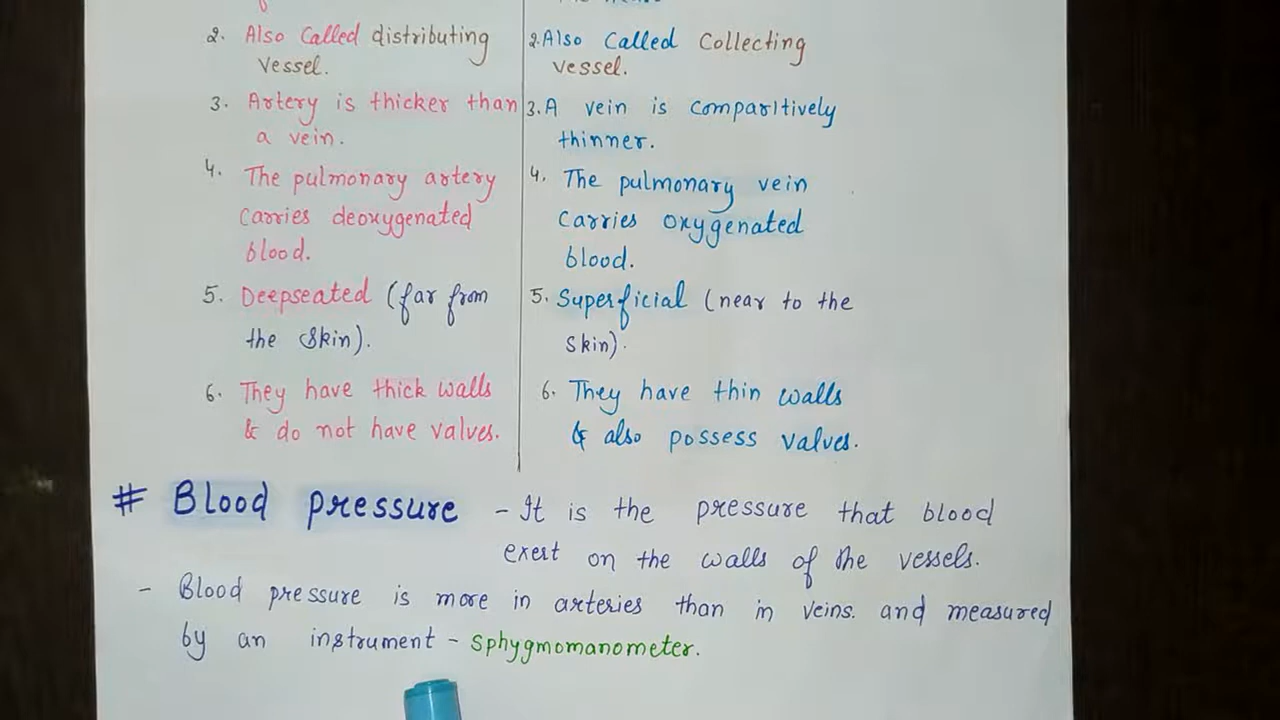 2. Also Called distributing
vessel.
3. Artery is thicker than
a vein.
4. The pulmonary artery
Carries deoxygenated
blood.
5. Deepseated (far from
the Skin).
6. They have thick walls
& do not have valves.
2. Also Called Collecting
vessel.
3. A vein is comparitively
thinner.
4. The pulmonary vein
Carries oxygenated
blood.
5. Superficial (near to the
skin).
6. They have thin walls
& also possess valves.
# Blood pressure - It is the pressure that blood
exert on the walls of the vessels.
- Blood pressure is more in arteries than in veins. and measured
by an instrument - Sphygmomanometer.